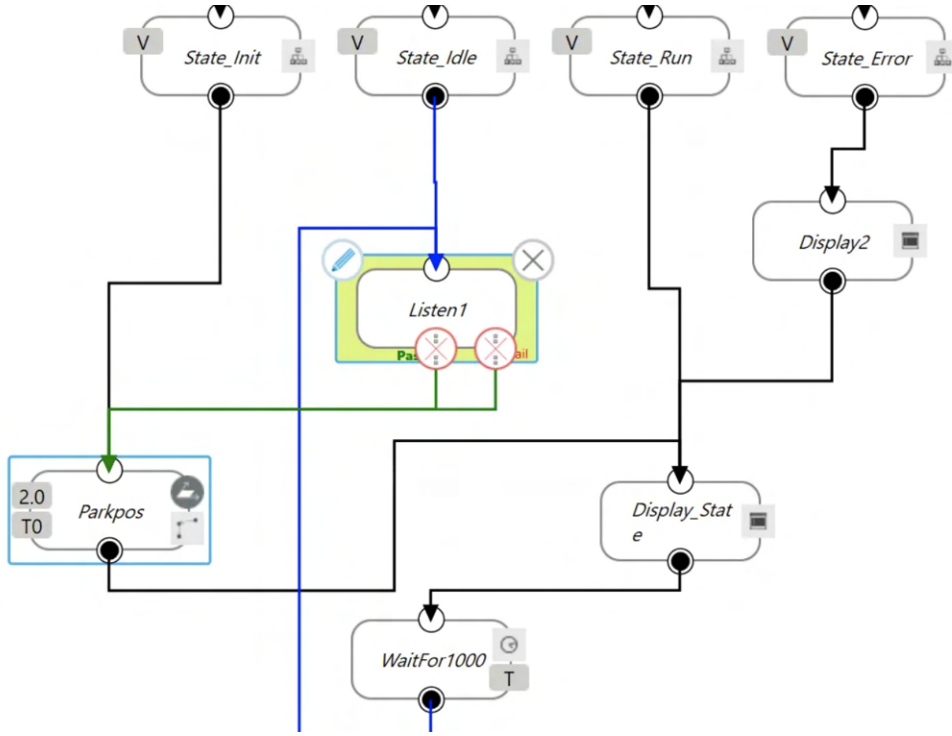 V
State_Init
V
State_Idle
V
State_Run
V
State_Error
Display2
Listen1
2.0
T0
Parkpos
Display_Stat
e
WaitFor1000
T